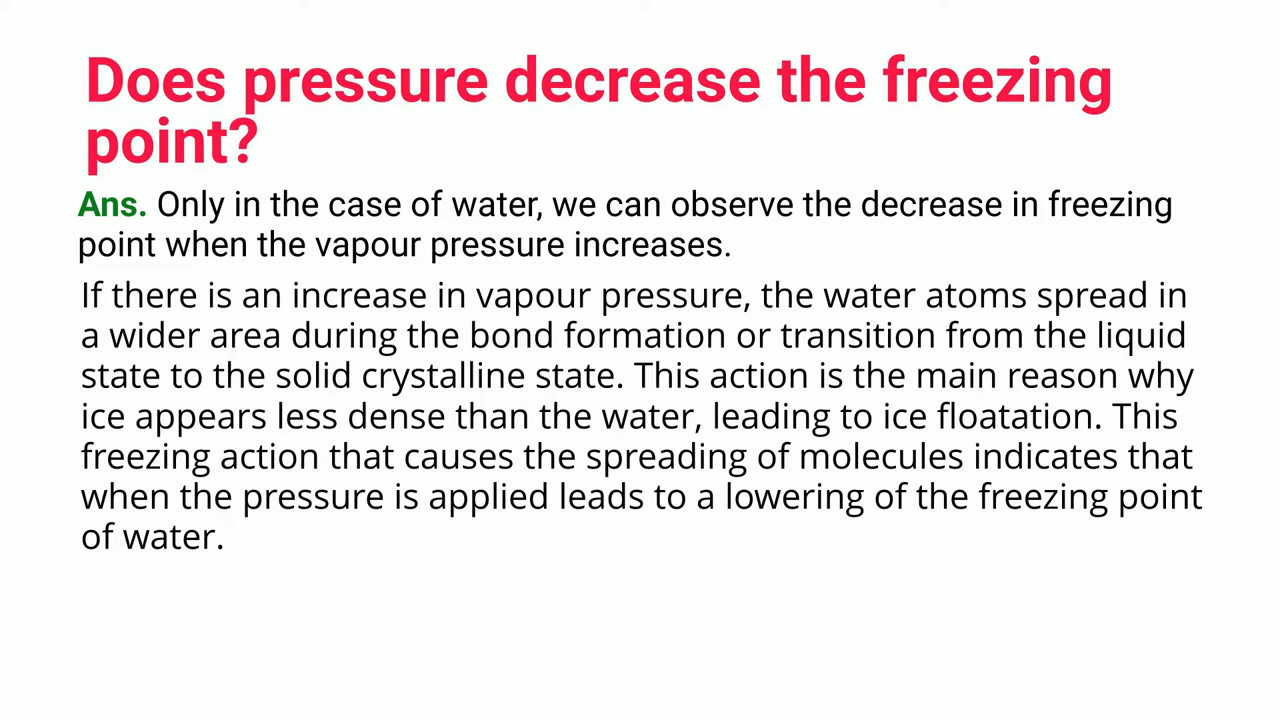 Does pressure decrease the freezing
point?
Ans. Only in the case of water, we can observe the decrease in freezing
point when the vapour pressure increases.
If there is an increase in vapour pressure, the water atoms spread in
a wider area during the bond formation or transition from the liquid
state to the solid crystalline state. This action is the main reason why
ice appears less dense than the water, leading to ice floatation. This
freezing action that causes the spreading of molecules indicates that
when the pressure is applied leads to a lowering of the freezing point
of water.